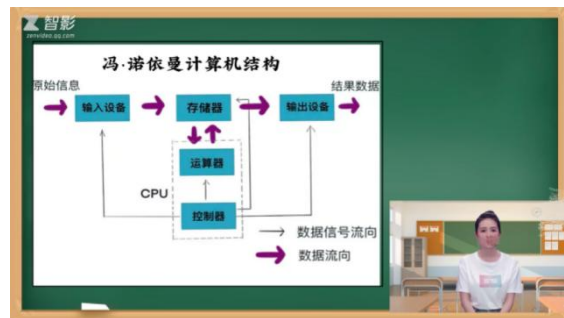 智影
zenvideo.qq.com
冯·诺依曼计算机结构
原始信息
结果数据
输入设备
存储器
输出设备
运算器
CPU
控制器
数据信号流向
数据流向